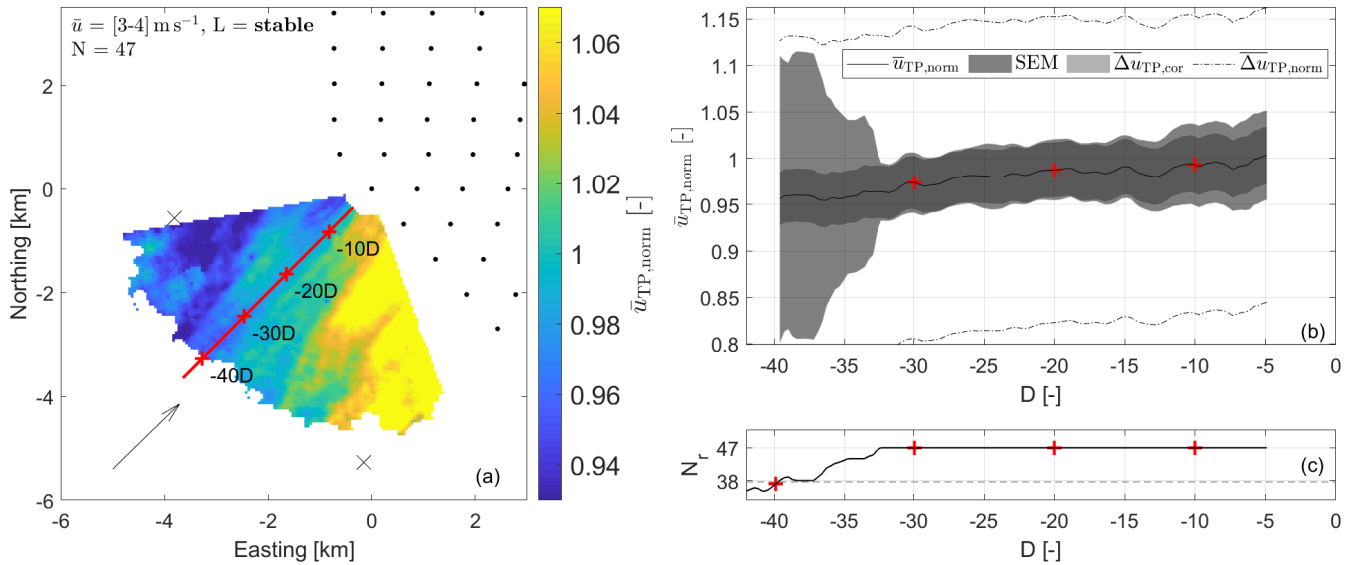 ū = [3-4] m s⁻¹, L = stable
N = 47
-10D
-20D
-30D
-40D
(a)
Northing [km]
2
0
-2
-4
-6
-6
-4
-2
0
2
Easting [km]
1.06
1.04
1.02
1
0.98
0.96
0.94
ū_TP,norm [-]
1.15
1.1
1.05
1
0.95
0.9
0.85
0.8
ū_TP,norm [-]
ū_TP,norm SEM Δu̅_TP,cor Δu̅_TP,norm
(b)
-40
-35
-30
-25
-20
-15
-10
-5
0
D [-]
47
38
N_r
(c)
-40
-35
-30
-25
-20
-15
-10
-5
0
D [-]